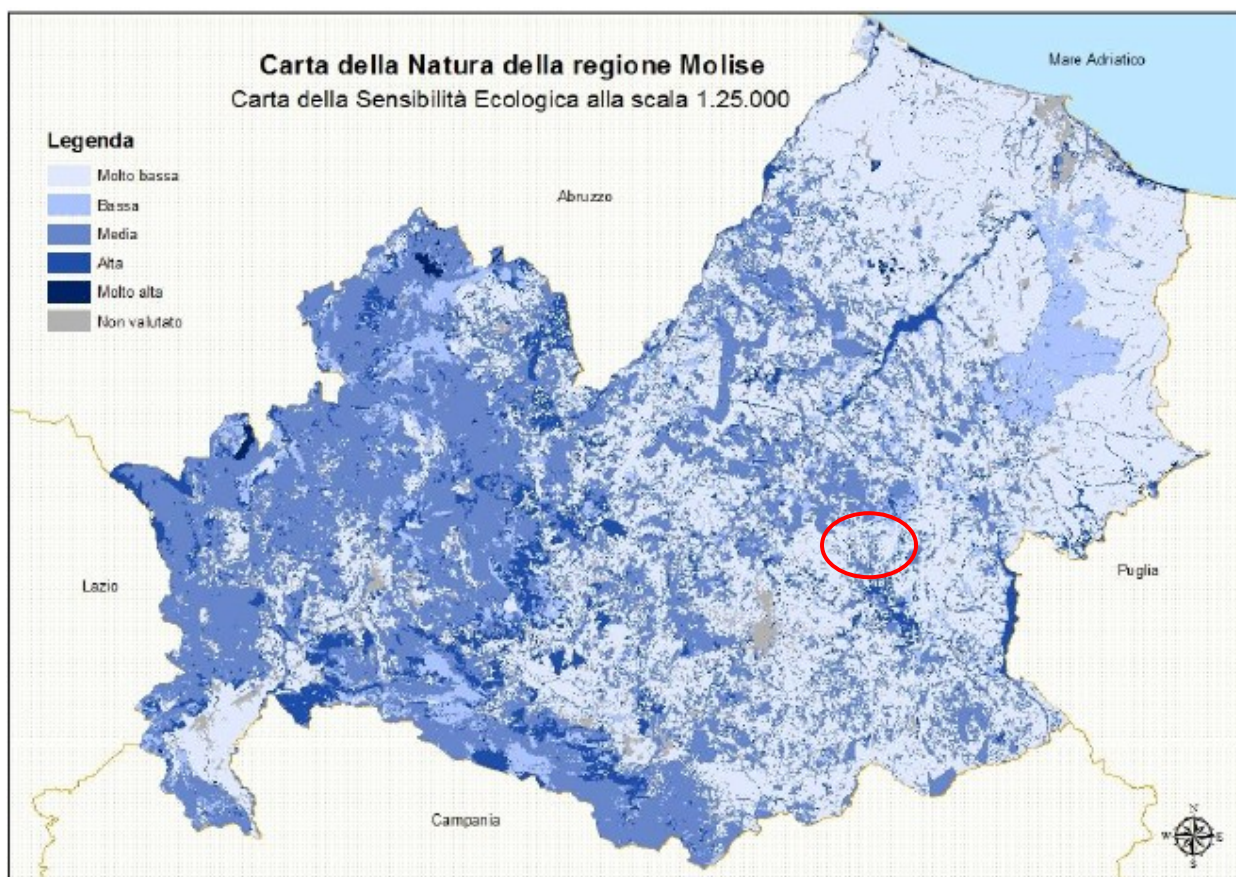 Carta della Natura della regione Molise
Carta della Sensibilità Ecologica alla scala 1.25.000
Mare Adriatico
Legenda
Molto bassa
Bassa
Media
Alta
Molto alta
Non valutato
Abruzzo
Lazio
Puglia
Campania
N
W E
S